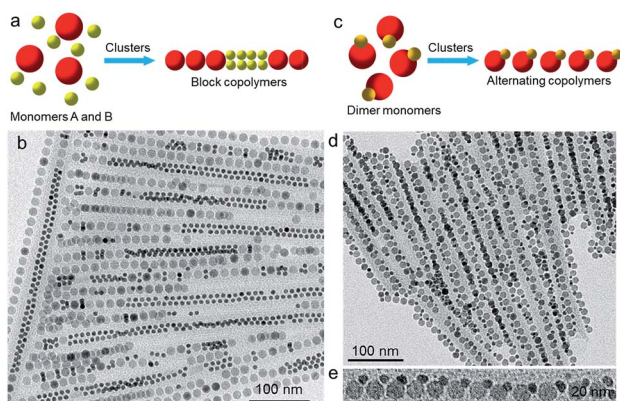 a
Clusters
Block copolymers
Monomers A and B
c
Clusters
Alternating copolymers
Dimer monomers
b
100 nm
d
100 nm
e
20 nm